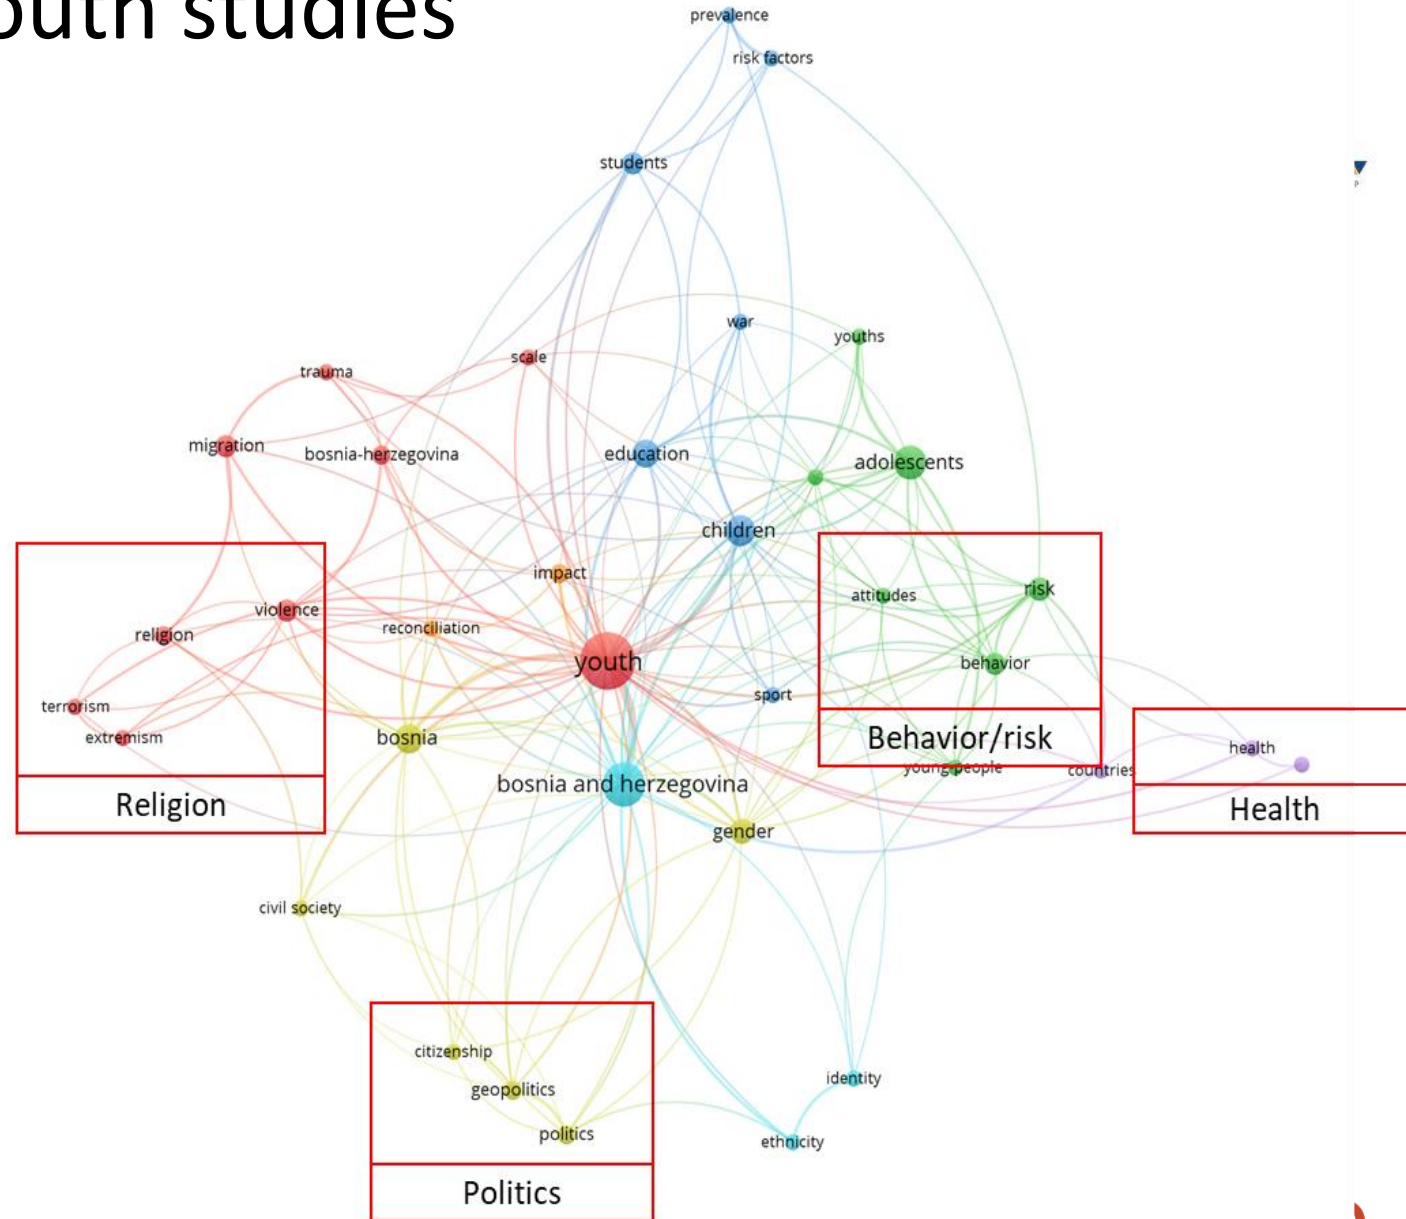 outh studies
prevalence
risk factors
students
war
youths
scale
trauma
migration
bosnia-herzegovina
education
adolescents
children
impact
attitudes
risk
violence
reconciliation
religion
youth
behavior
sport
terrorism
extremism
bosnia
Behavior/risk
health
young people
countries
bosnia and herzegovina
Religion
Health
gender
civil society
citizenship
geopolitics
identity
politics
ethnicity
Politics